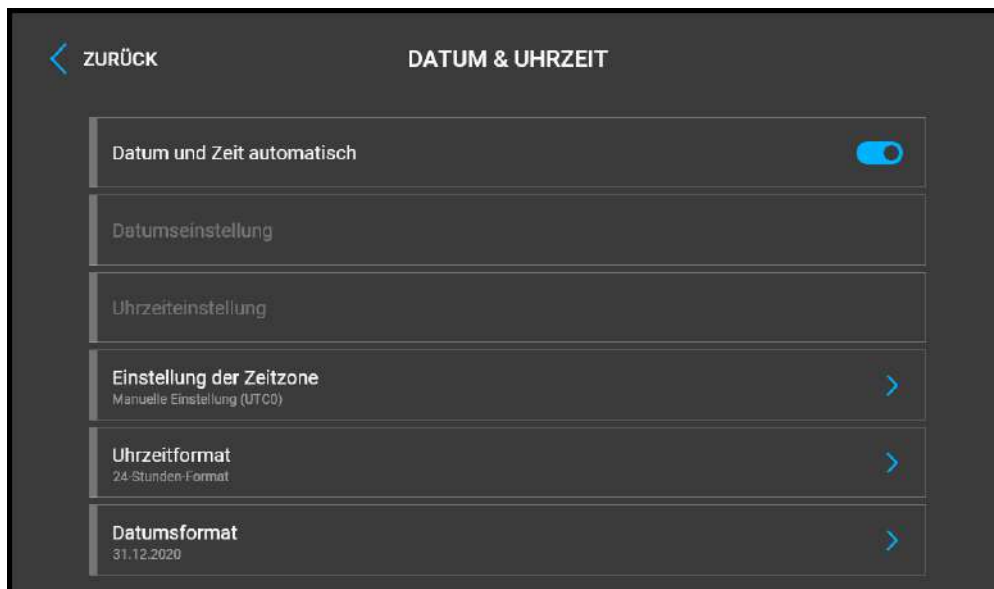 ZURÜCK
DATUM & UHRZEIT
Datum und Zeit automatisch
Datumseinstellung
Uhrzeiteinstellung
Einstellung der Zeitzone
Manuelle Einstellung (UTC0)
Uhrzeitformat
24-Stunden-Format
Datumsformat
31.12.2020